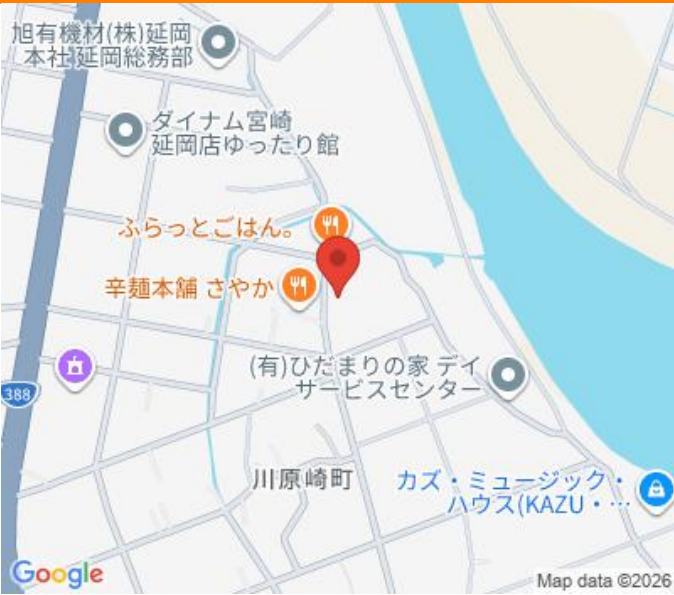 旭有機材(株)延岡
本社 延岡総務部
ダイナム宮崎
延岡店ゆったり館
ふらっとごはん。
辛麺本舗 さやか
(有)ひだまりの家 デイ
サービスセンター
388
川原崎町
カズ・ミュージック・
ハウス(KAZU・…
Google
Map data ©2026